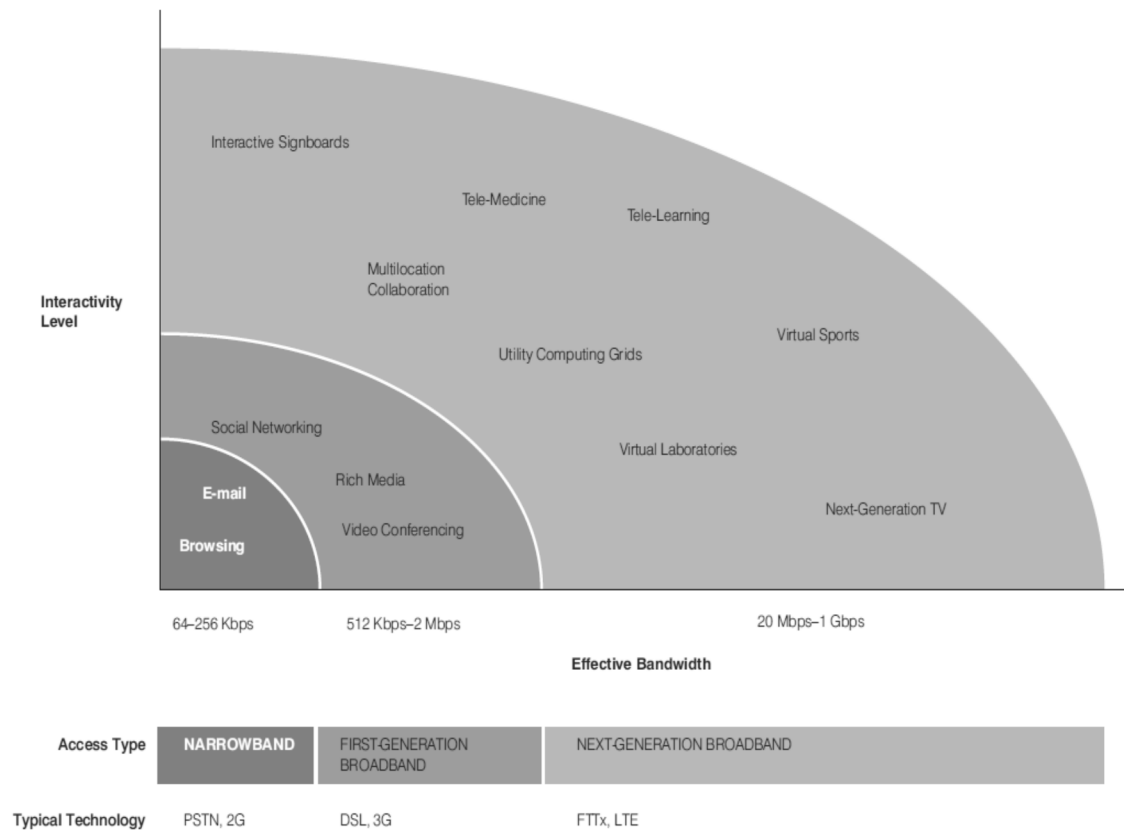 Interactive Signboards
Tele-Medicine
Tele-Learning
Multilocation
Collaboration
Interactivity
Level
Virtual Sports
Utility Computing Grids
Social Networking
Virtual Laboratories
Rich Media
E-mail
Next-Generation TV
Video Conferencing
Browsing
64–256 Kbps
512 Kbps–2 Mbps
20 Mbps–1 Gbps
Effective Bandwidth
Access Type
NARROWBAND
FIRST-GENERATION
BROADBAND
NEXT-GENERATION BROADBAND
Typical Technology
PSTN, 2G
DSL, 3G
FTTx, LTE